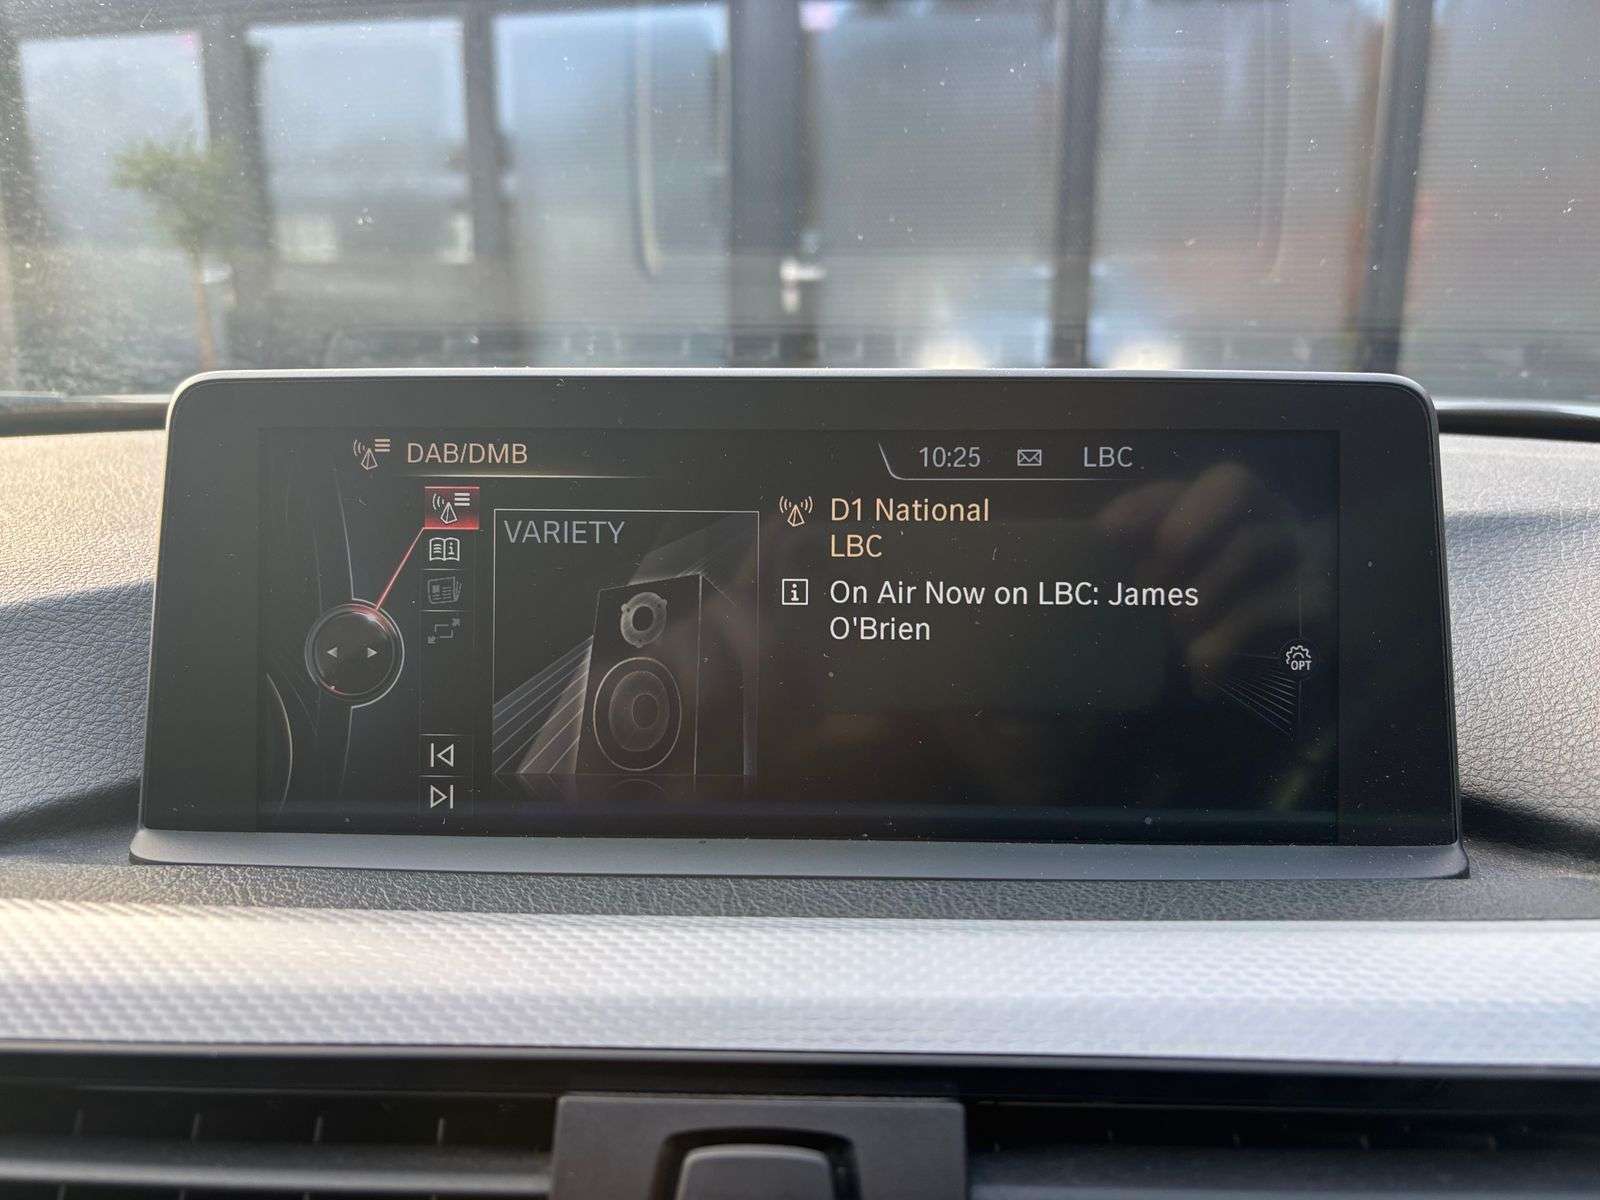 DAB/DMB
10:25
LBC
VARIETY
D1 National
LBC
On Air Now on LBC: James
O'Brien
OPT